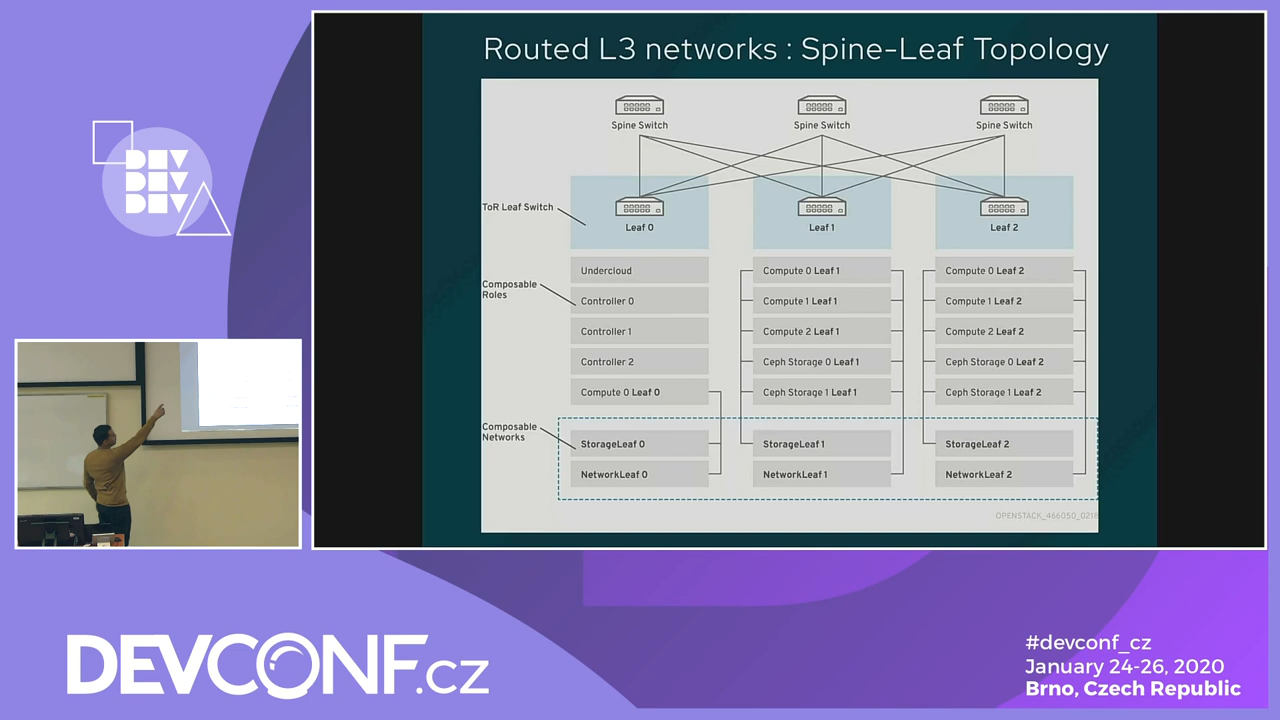 Routed L3 networks : Spine-Leaf Topology
Spine Switch
Spine Switch
Spine Switch
ToR Leaf Switch
Leaf 0
Leaf 1
Leaf 2
Composable
Roles
Undercloud
Controller 0
Controller 1
Controller 2
Compute 0 Leaf 0
Compute 0 Leaf 1
Compute 1 Leaf 1
Compute 2 Leaf 1
Ceph Storage 0 Leaf 1
Ceph Storage 1 Leaf 1
Compute 0 Leaf 2
Compute 1 Leaf 2
Compute 2 Leaf 2
Ceph Storage 0 Leaf 2
Ceph Storage 1 Leaf 2
Composable
Networks
StorageLeaf 0
NetworkLeaf 0
StorageLeaf 1
NetworkLeaf 1
StorageLeaf 2
NetworkLeaf 2
OPENSTACK_466050_0218
DEV
DEV
DEV
DEVCONF.cz
#devconf_cz
January 24-26, 2020
Brno, Czech Republic